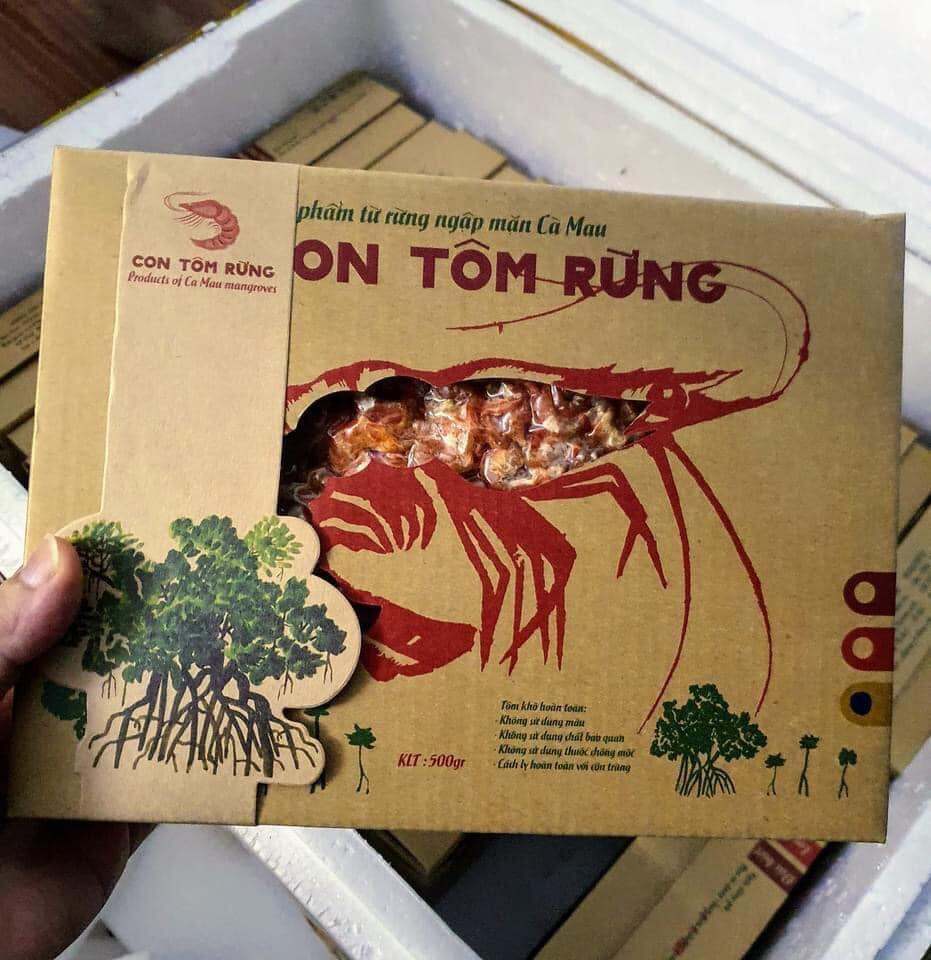 CON TÔM RỪNG
Products of Ca Mau mangroves
phẩm từ rừng ngập mặn Cà Mau
ON TÔM RỪNG
Tôm khô hoàn toàn:
- Không sử dụng màu
- Không sử dụng chất bảo quản
- Không sử dụng thuốc chống mốc
- Cách ly hoàn toàn với côn trùng
KLT : 500gr